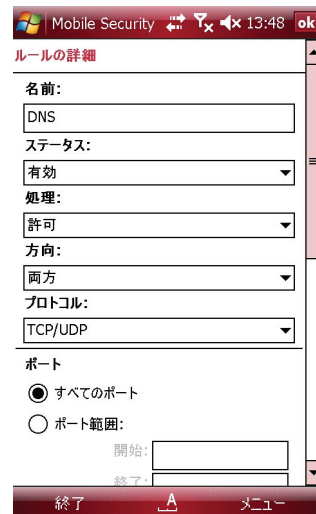 Mobile Security 13:48 ok
ルールの詳細
名前:
DNS
ステータス:
有効
処理:
許可
方向:
両方
プロトコル:
TCP/UDP
ポート
すべてのポート
ポート範囲:
開始:
終了:
終了 A メニュー